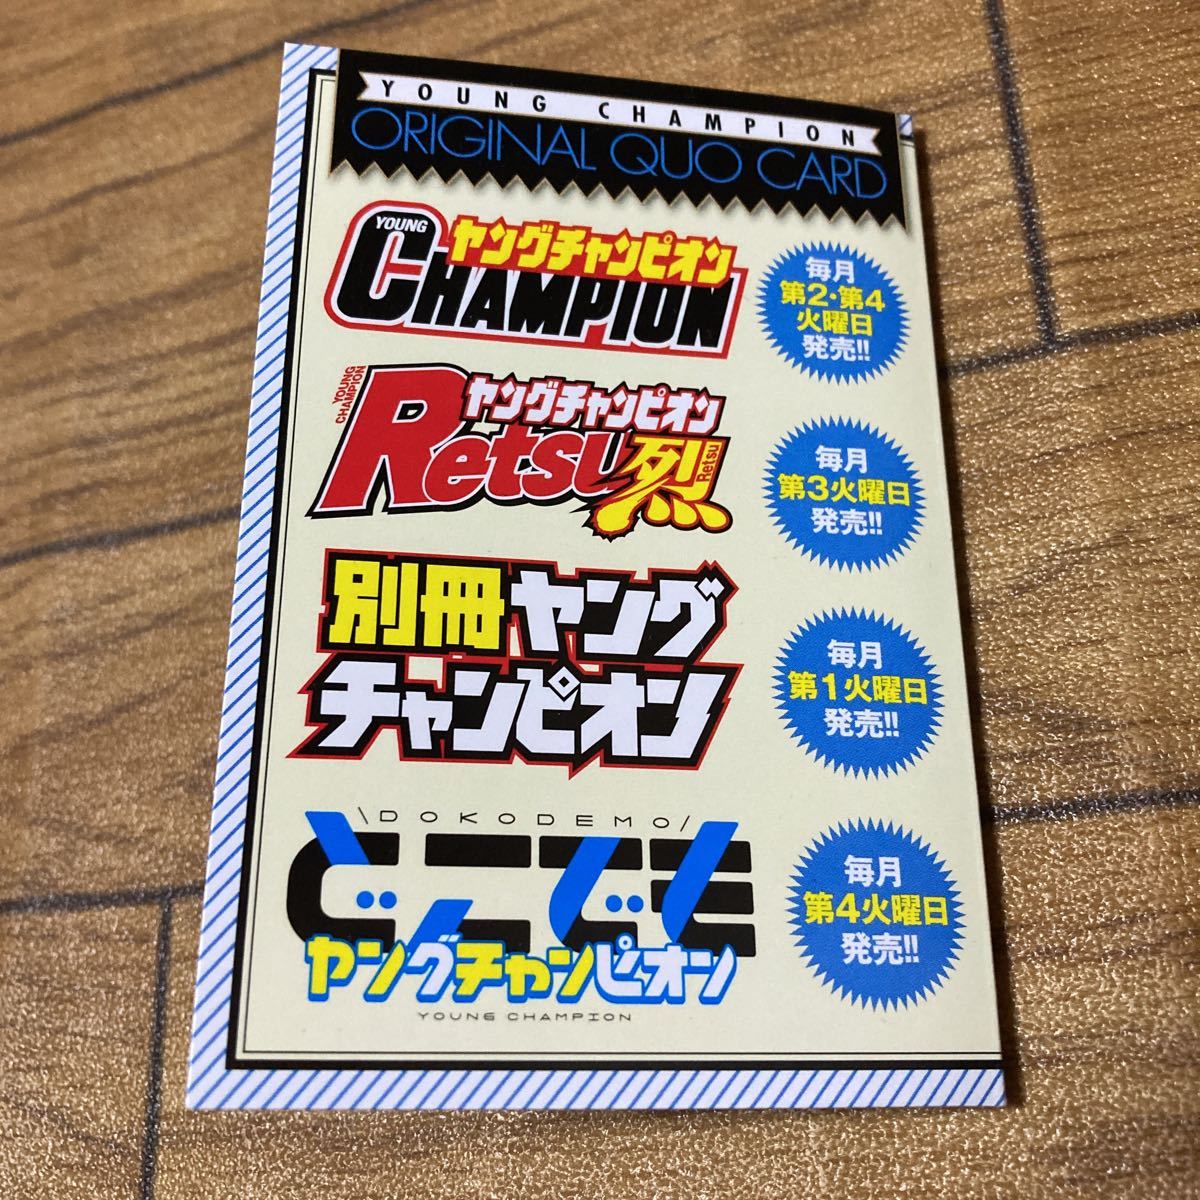 YOUNG CHAMPION
ORIGINAL QUO CARD
YOUNG
ヤングチャンピオン
CHAMPION
毎月
第2・第4
火曜日
発売!!
YOUNG
CHAMPION
ヤングチャンピオン
Retsu烈
Retsu
毎月
第3火曜日
発売!!
別冊ヤング
チャンピオン
毎月
第1火曜日
発売!!
\DOKODEMO/
どこでも
ヤングチャンピオン
YOUNG CHAMPION
毎月
第4火曜日
発売!!